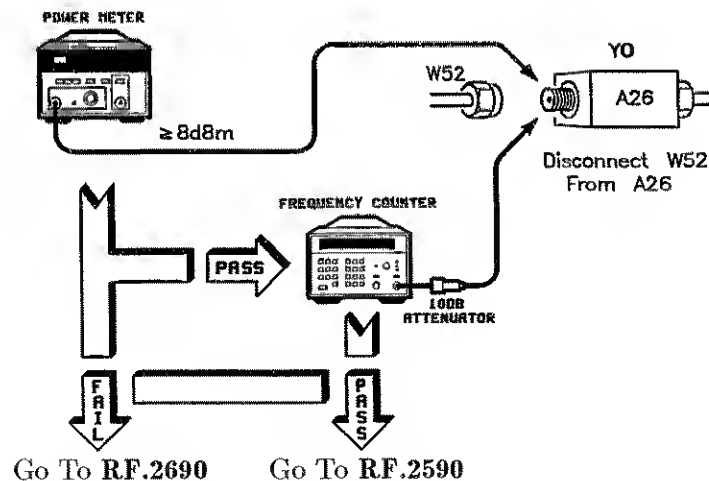 POWER METER
YO
W52
A26
≥8d8m
Disconnect W52
From A26
FREQUENCY COUNTER
PASS
10DB
ATTENUATOR
FAIL
PASS
Go To RF.2690
Go To RF.2590